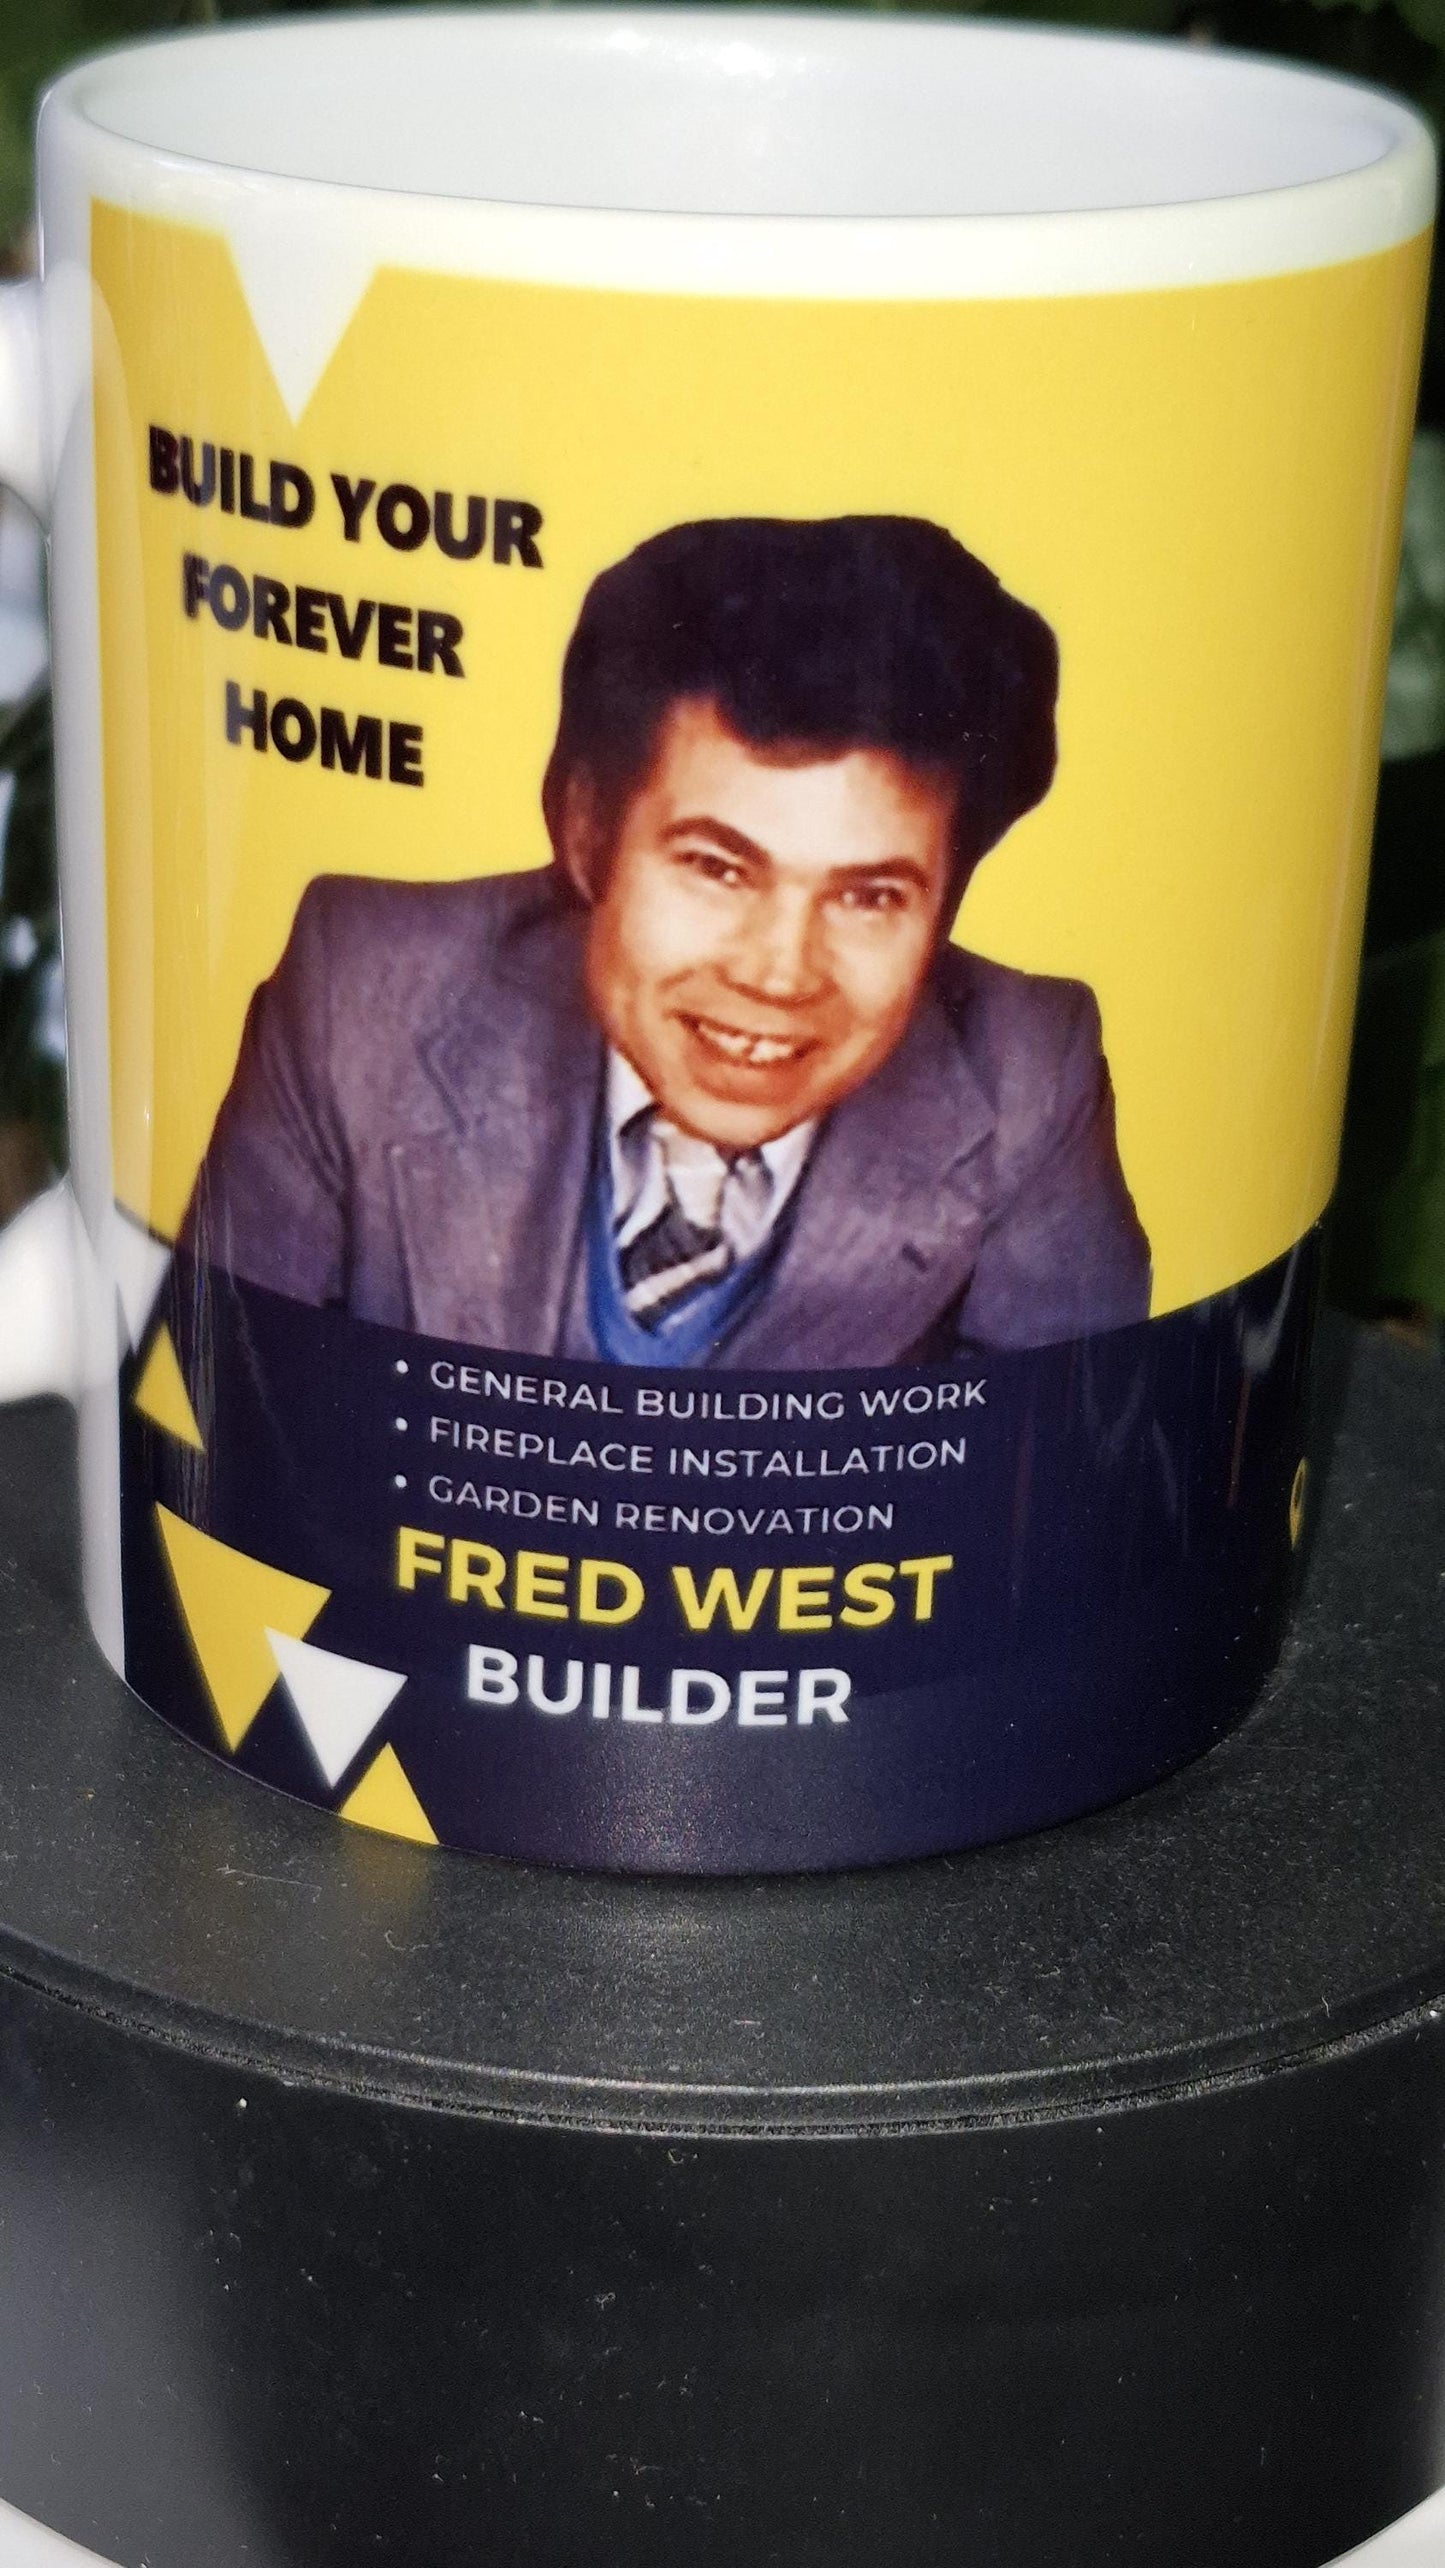 BUILD YOUR
FOREVER
HOME
• GENERAL BUILDING WORK
• FIREPLACE INSTALLATION
• GARDEN RENOVATION
FRED WEST
BUILDER